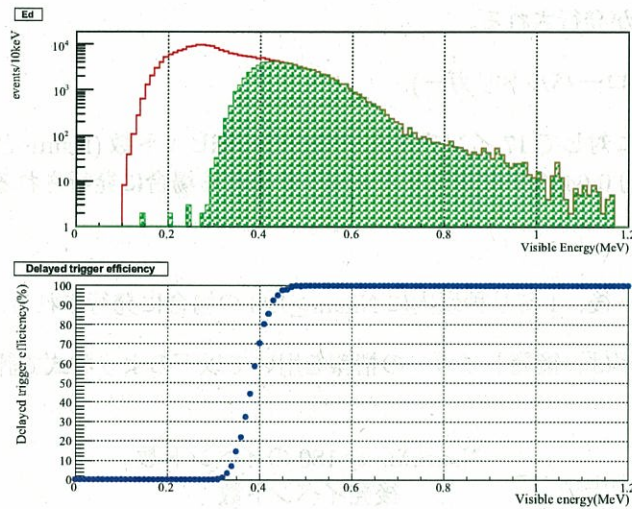 Ed
events/10keV
10⁴
10³
10²
10
1
0 0.2 0.4 0.6 0.8 1 1.2
Visible Energy(MeV)
Delayed trigger efficiency
Delayed trigger efficiency(%)
100
90
80
70
60
50
40
30
20
10
0
0 0.2 0.4 0.6 0.8 1 1.2
Visible energy(MeV)